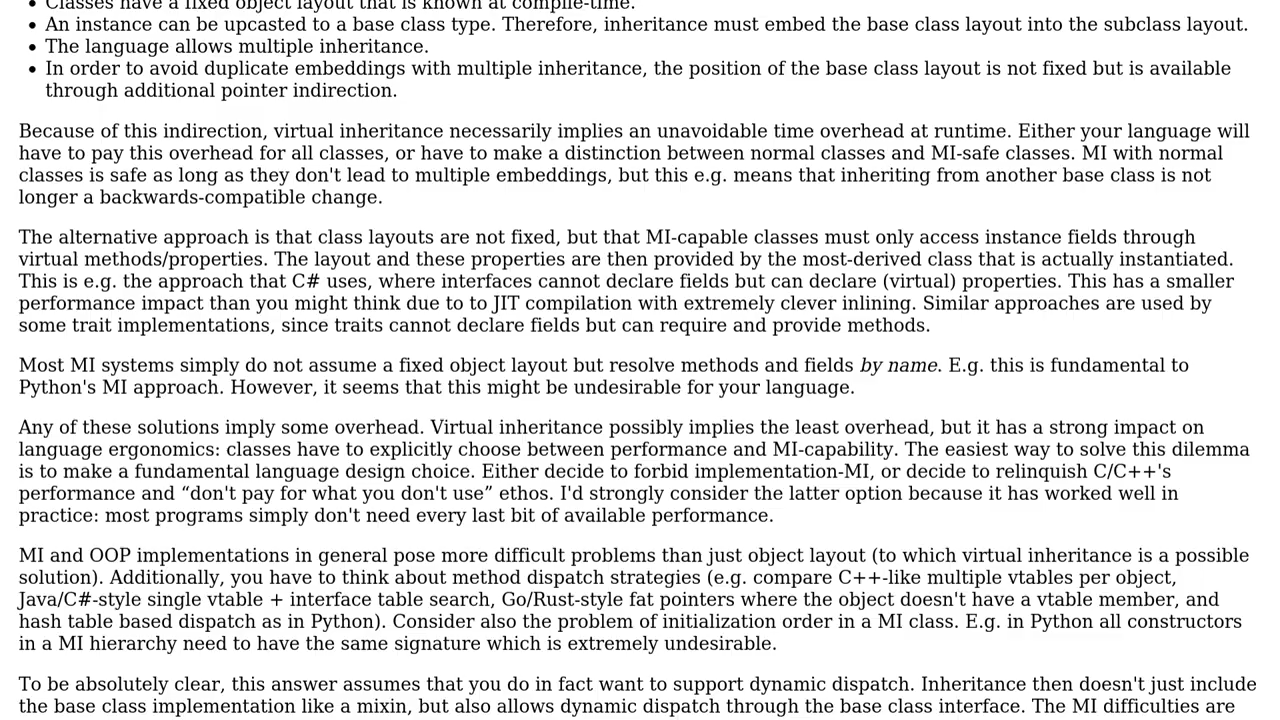 • Classes have a fixed object layout that is known at compile-time.
• An instance can be upcasted to a base class type. Therefore, inheritance must embed the base class layout into the subclass layout.
• The language allows multiple inheritance.
• In order to avoid duplicate embeddings with multiple inheritance, the position of the base class layout is not fixed but is available
through additional pointer indirection.
Because of this indirection, virtual inheritance necessarily implies an unavoidable time overhead at runtime. Either your language will
have to pay this overhead for all classes, or have to make a distinction between normal classes and MI-safe classes. MI with normal
classes is safe as long as they don't lead to multiple embeddings, but this e.g. means that inheriting from another base class is not
longer a backwards-compatible change.
The alternative approach is that class layouts are not fixed, but that MI-capable classes must only access instance fields through
virtual methods/properties. The layout and these properties are then provided by the most-derived class that is actually instantiated.
This is e.g. the approach that C# uses, where interfaces cannot declare fields but can declare (virtual) properties. This has a smaller
performance impact than you might think due to to JIT compilation with extremely clever inlining. Similar approaches are used by
some trait implementations, since traits cannot declare fields but can require and provide methods.
Most MI systems simply do not assume a fixed object layout but resolve methods and fields by name. E.g. this is fundamental to
Python's MI approach. However, it seems that this might be undesirable for your language.
Any of these solutions imply some overhead. Virtual inheritance possibly implies the least overhead, but it has a strong impact on
language ergonomics: classes have to explicitly choose between performance and MI-capability. The easiest way to solve this dilemma
is to make a fundamental language design choice. Either decide to forbid implementation-MI, or decide to relinquish C/C++'s
performance and “don't pay for what you don't use” ethos. I'd strongly consider the latter option because it has worked well in
practice: most programs simply don't need every last bit of available performance.
MI and OOP implementations in general pose more difficult problems than just object layout (to which virtual inheritance is a possible
solution). Additionally, you have to think about method dispatch strategies (e.g. compare C++-like multiple vtables per object,
Java/C#-style single vtable + interface table search, Go/Rust-style fat pointers where the object doesn't have a vtable member, and
hash table based dispatch as in Python). Consider also the problem of initialization order in a MI class. E.g. in Python all constructors
in a MI hierarchy need to have the same signature which is extremely undesirable.
To be absolutely clear, this answer assumes that you do in fact want to support dynamic dispatch. Inheritance then doesn't just include
the base class implementation like a mixin, but also allows dynamic dispatch through the base class interface. The MI difficulties are